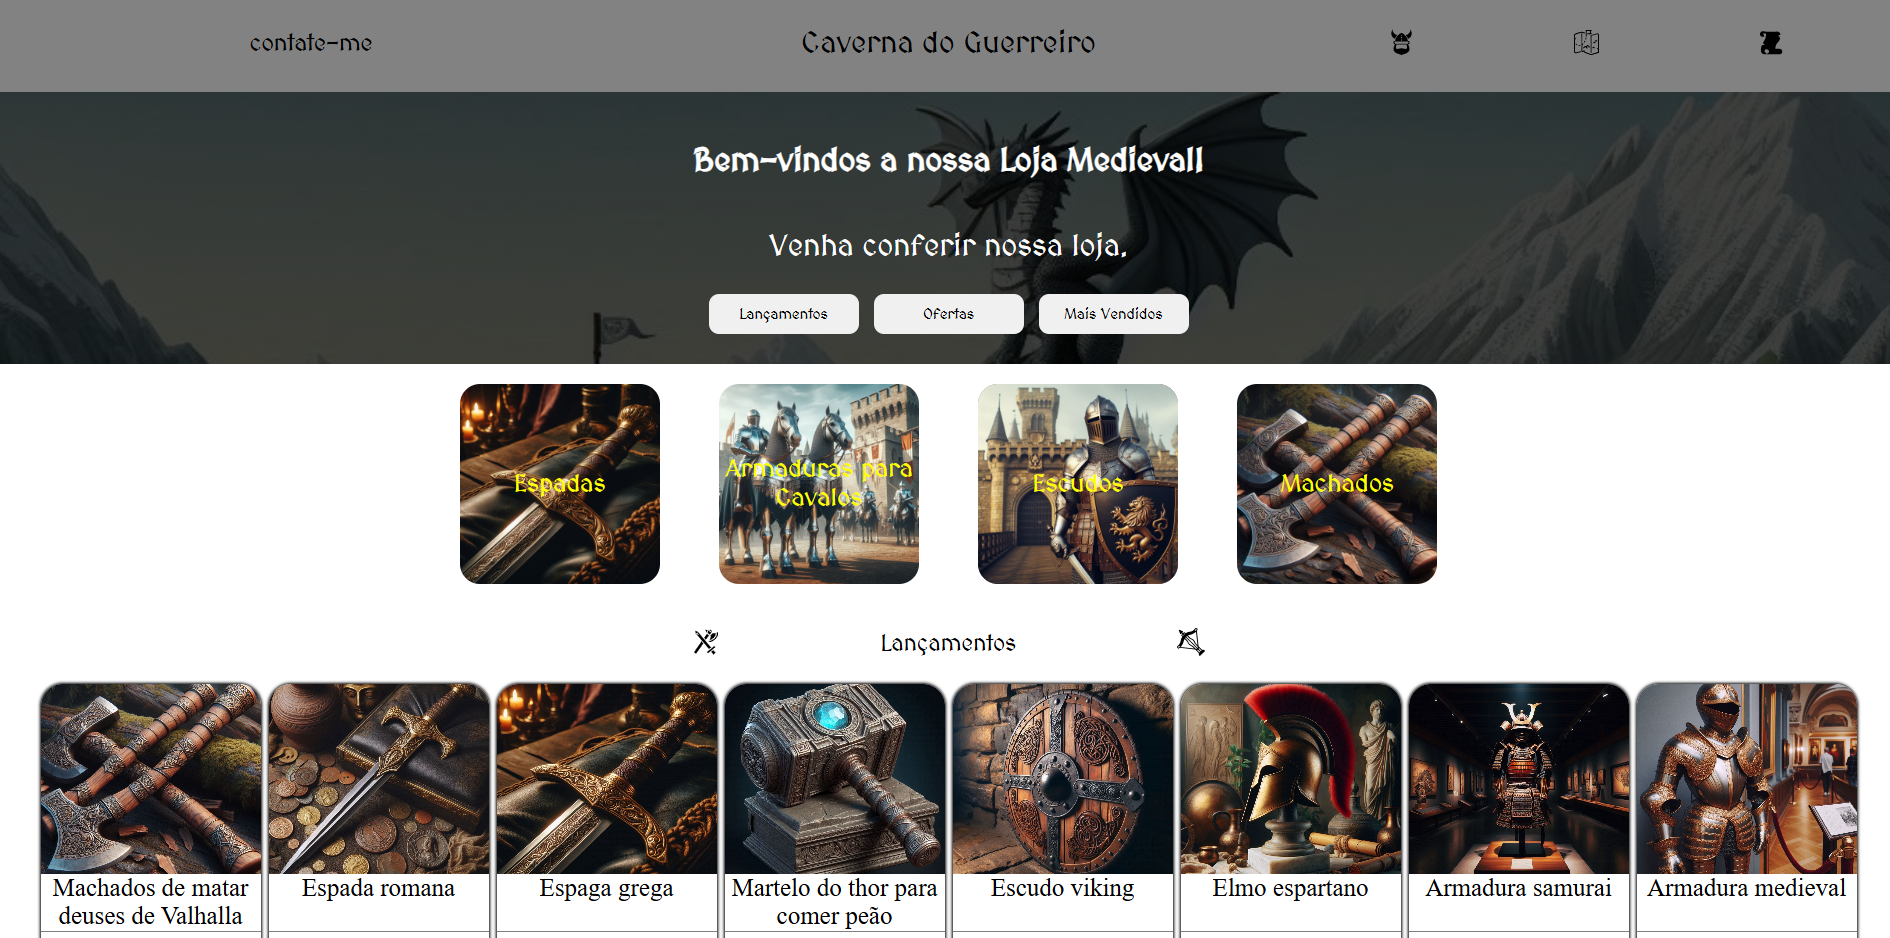 contate-me
Caverna do Guerreiro
Bem-vindos a nossa Loja Medieval!
Venha conferir nossa loja.
Lançamentos
Ofertas
Mais Vendidos
Espadas
Armaduras para
Cavalos
Escudos
Machados
Lançamentos
Machados de matar
deuses de Valhalla
Espada romana
Espaga grega
Martelo do thor para
comer peão
Escudo viking
Elmo espartano
Armadura samurai
Armadura medieval